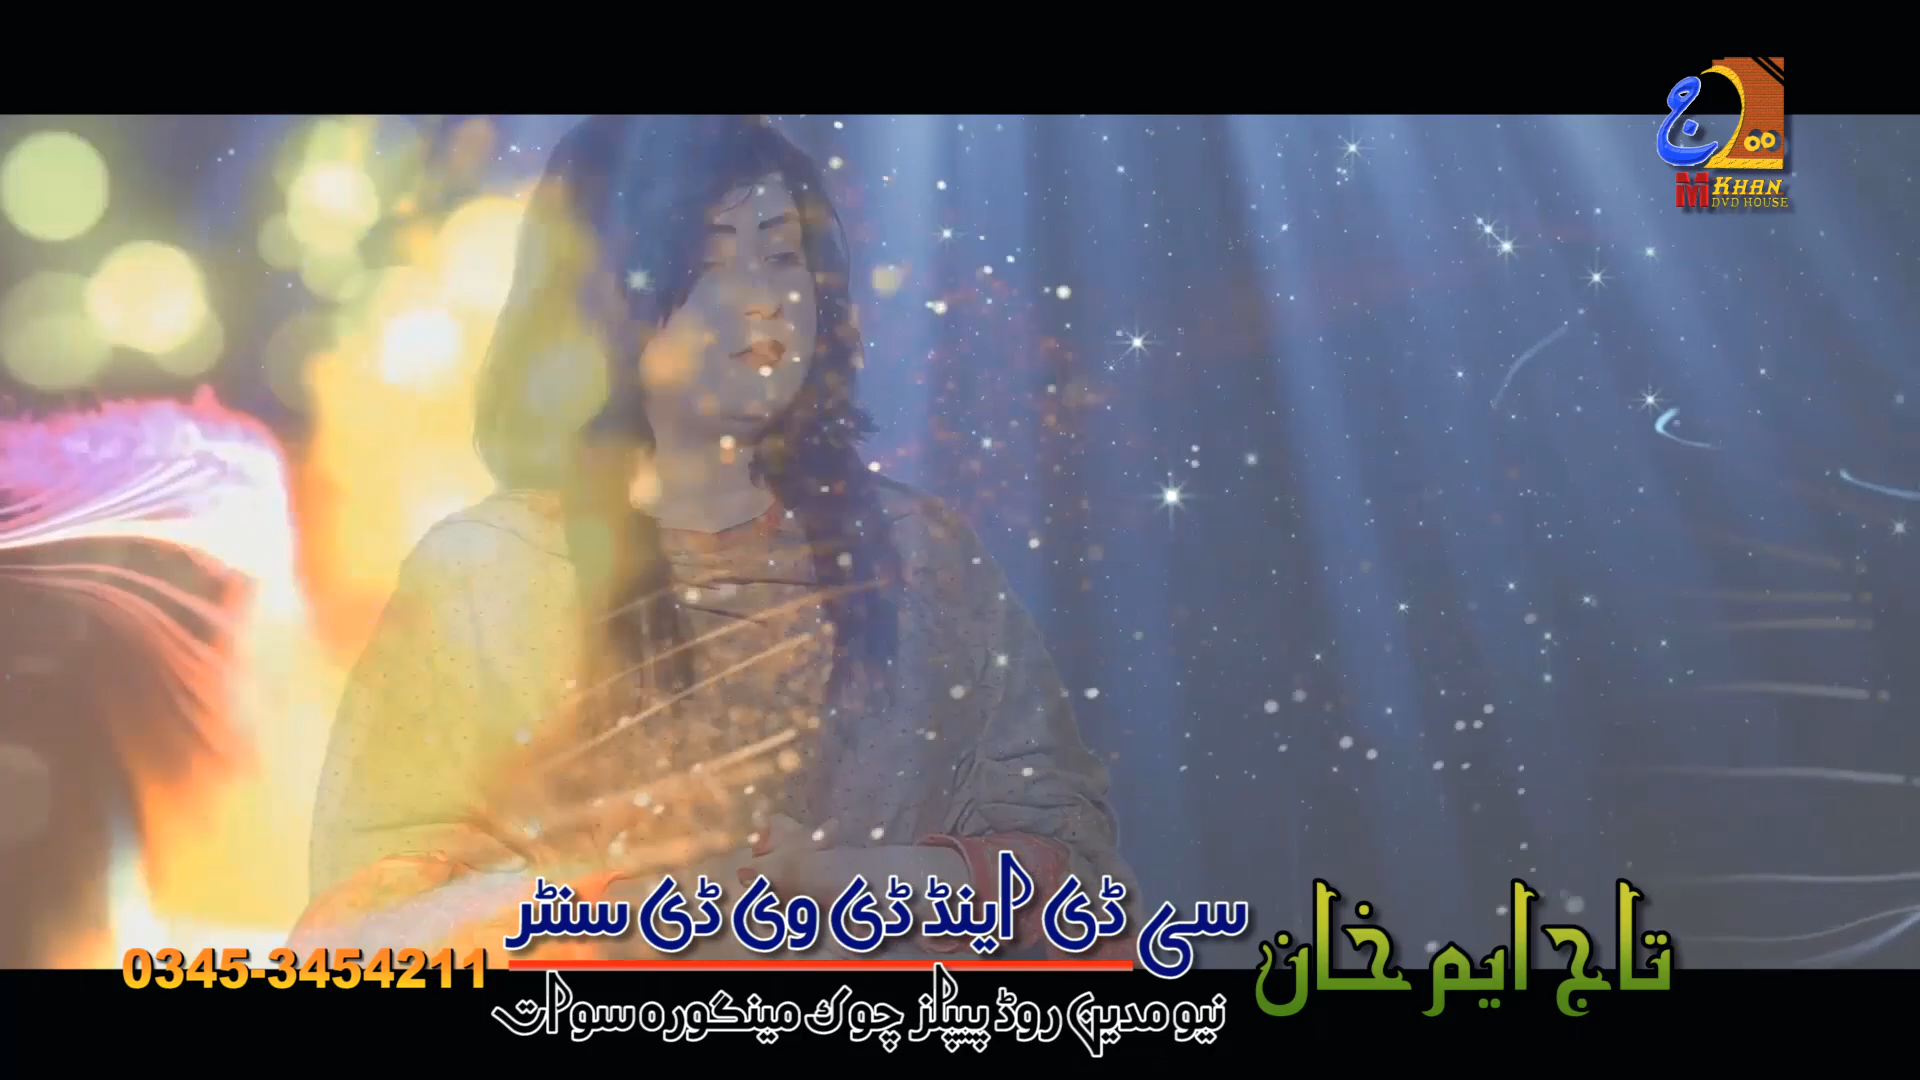 M KHAN
DVD HOUSE
تاج ایم خان
سی ڈی اینڈ ڈی وی ڈی سنٹر
نیو مدین روڈ پیپلز چوک مینگورہ سوات
0345-3454211